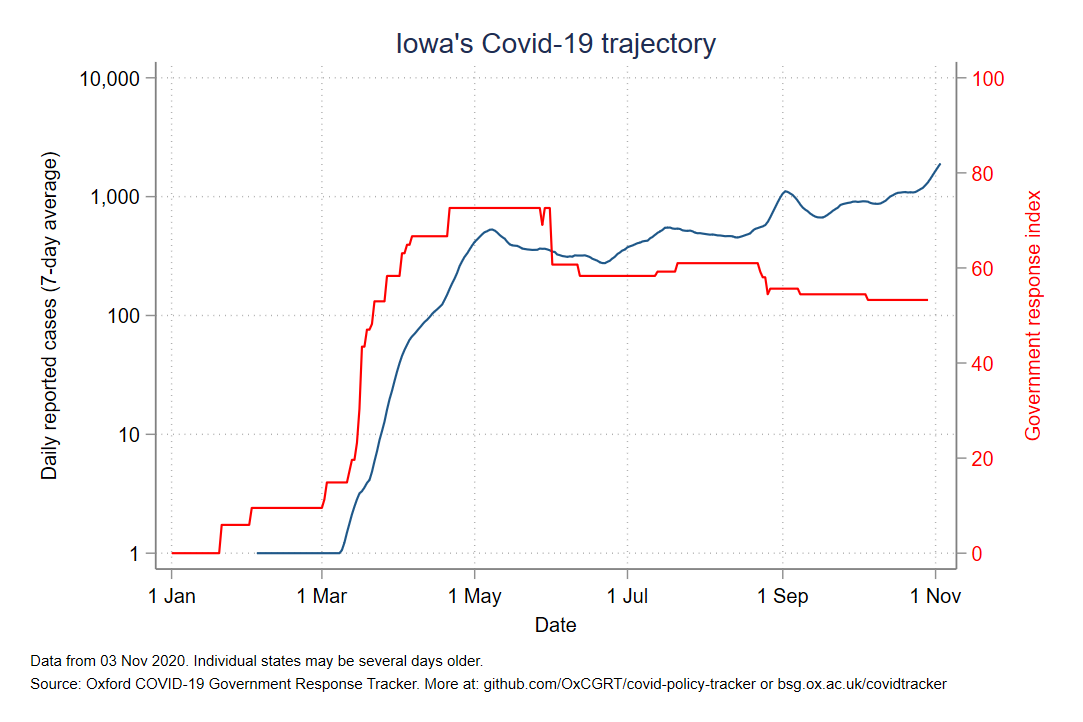 Iowa's Covid-19 trajectory
10,000
1,000
100
10
1
Daily reported cases (7-day average)
100
80
60
40
20
0
Government response index
1 Jan 1 Mar 1 May 1 Jul 1 Sep 1 Nov
Date
Data from 03 Nov 2020. Individual states may be several days older.
Source: Oxford COVID-19 Government Response Tracker. More at: github.com/OxCGRT/covid-policy-tracker or bsg.ox.ac.uk/covidtracker